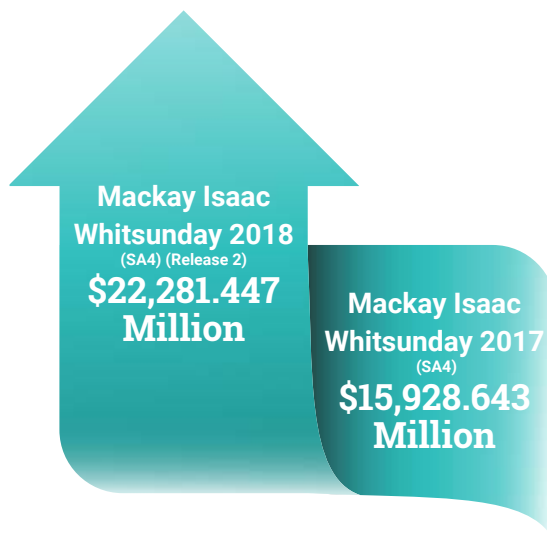 Mackay Isaac
Whitsunday 2018
(SA4) (Release 2)
$22,281.447
Million
Mackay Isaac
Whitsunday 2017
(SA4)
$15,928.643
Million